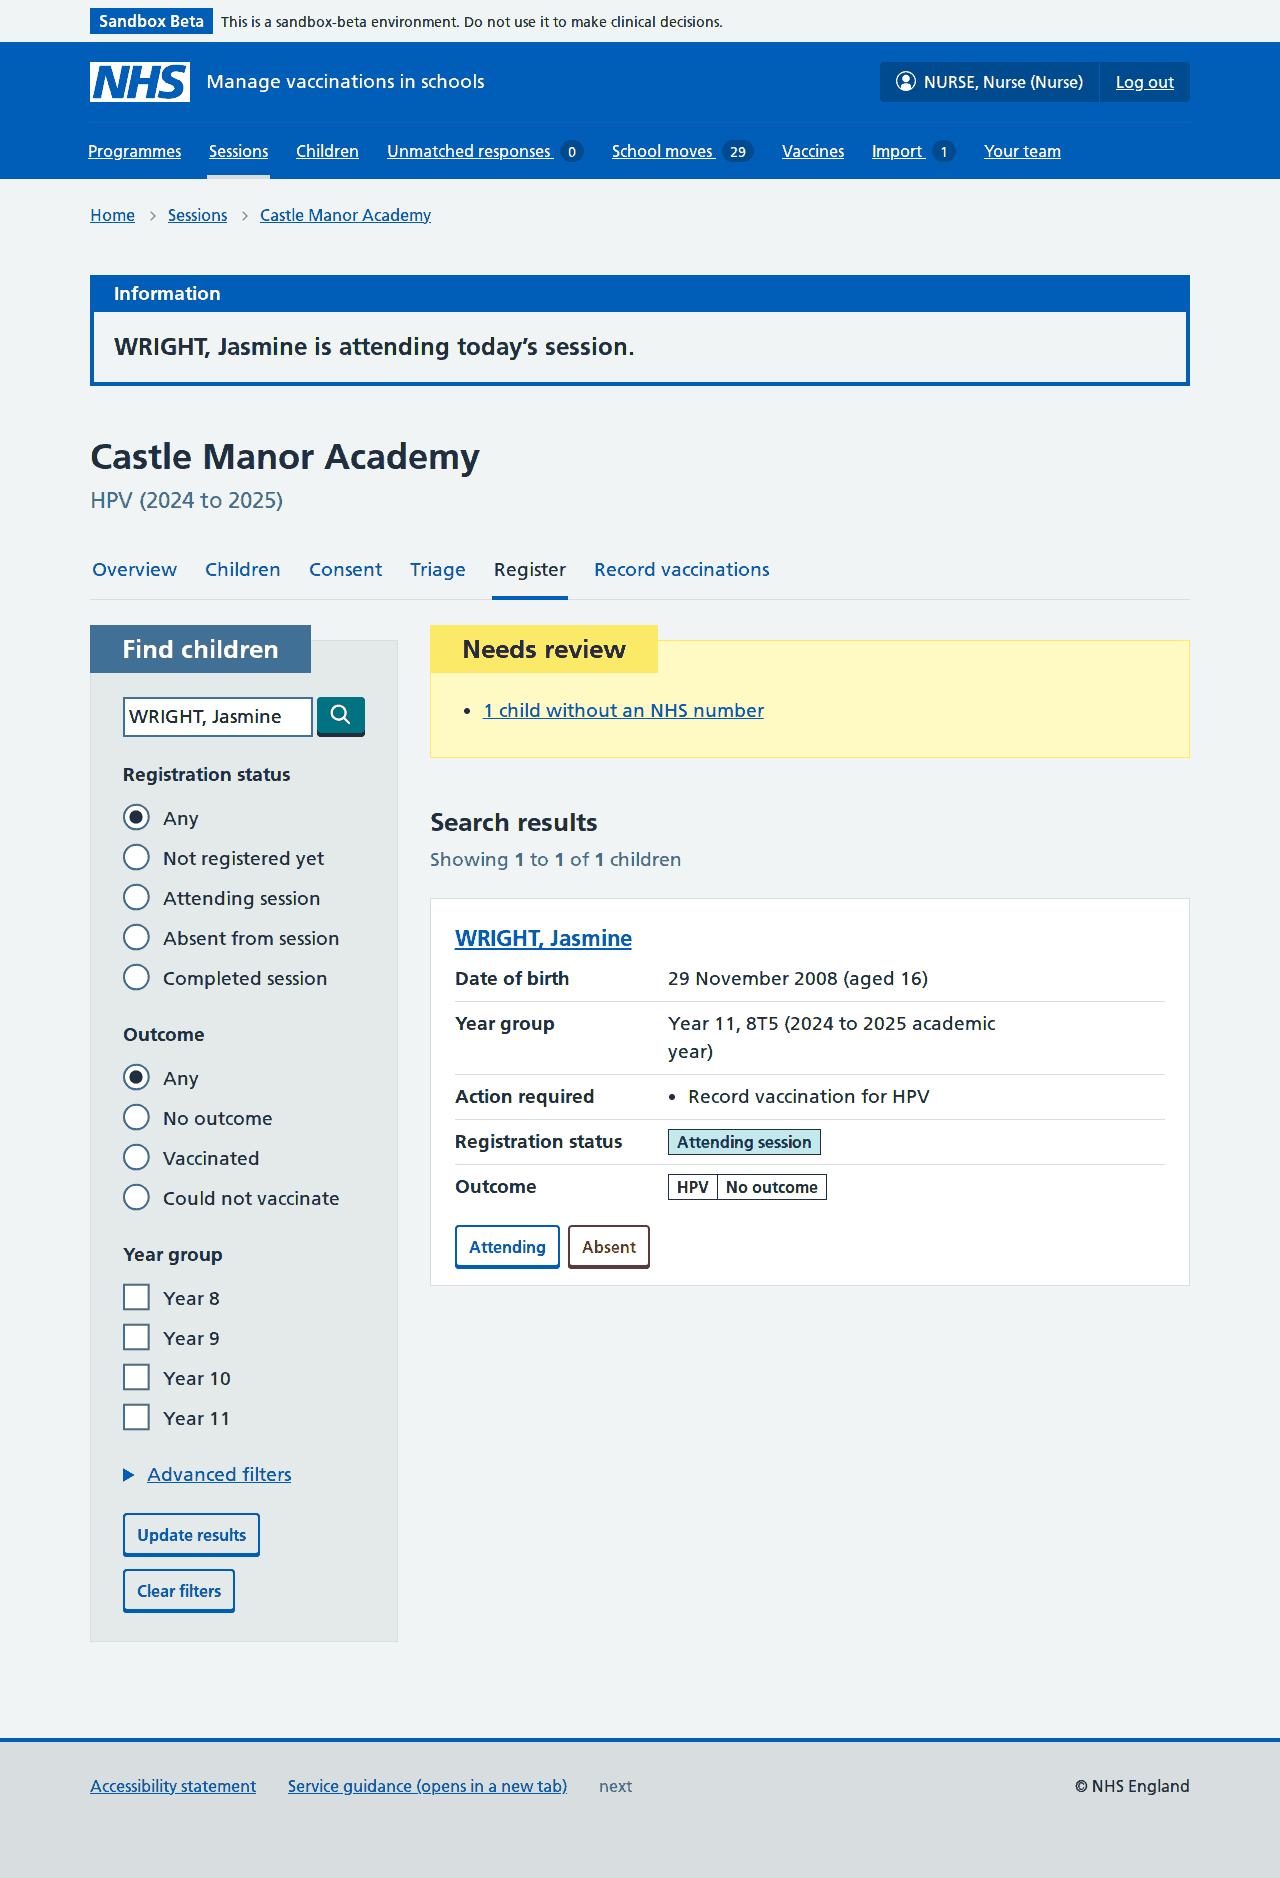 Sandbox Beta This is a sandbox-beta environment. Do not use it to make clinical decisions.
NHS Manage vaccinations in schools NURSE, Nurse (Nurse) Log out
Programmes Sessions Children Unmatched responses 0 School moves 29 Vaccines Import 1 Your team
Home Sessions Castle Manor Academy
Information
WRIGHT, Jasmine is attending today’s session.
Castle Manor Academy
HPV (2024 to 2025)
Overview Children Consent Triage Register Record vaccinations
Find children
WRIGHT, Jasmine
Registration status
Any
Not registered yet
Attending session
Absent from session
Completed session
Outcome
Any
No outcome
Vaccinated
Could not vaccinate
Year group
Year 8
Year 9
Year 10
Year 11
Advanced filters
Update results
Clear filters
Needs review
1 child without an NHS number
Search results
Showing 1 to 1 of 1 children
WRIGHT, Jasmine
Date of birth 29 November 2008 (aged 16)
Year group Year 11, 8T5 (2024 to 2025 academic
year)
Action required Record vaccination for HPV
Registration status Attending session
Outcome HPV No outcome
Attending Absent
Accessibility statement Service guidance (opens in a new tab) next © NHS England